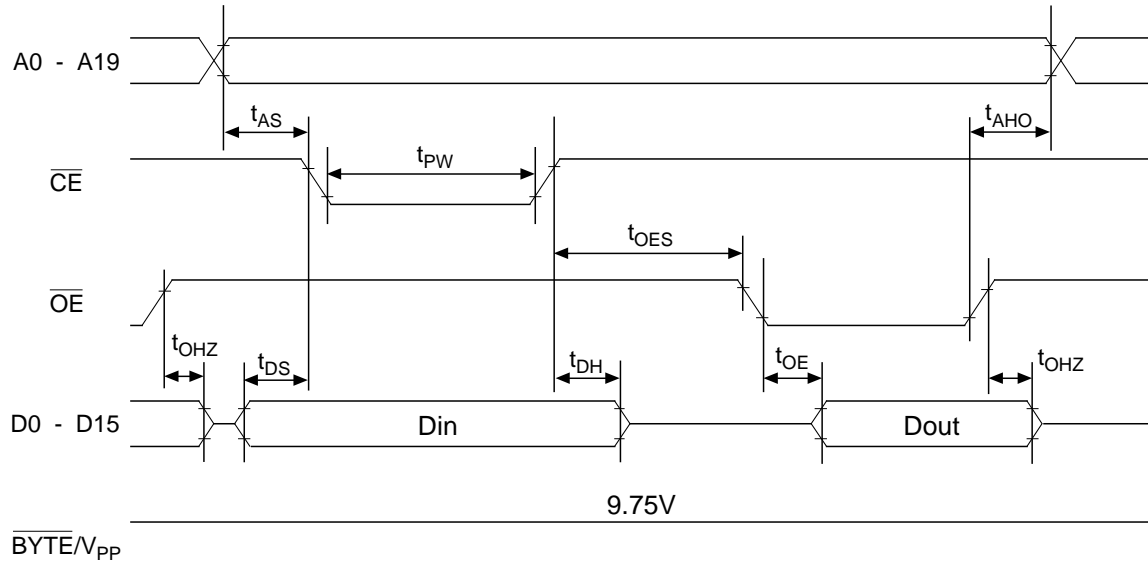 A0 - A19
tAS
tAHO
tPW
CE
tOES
OE
tOHZ
tDS
tDH
tOE
tOHZ
D0 - D15
Din
Dout
9.75V
BYTE/VPP